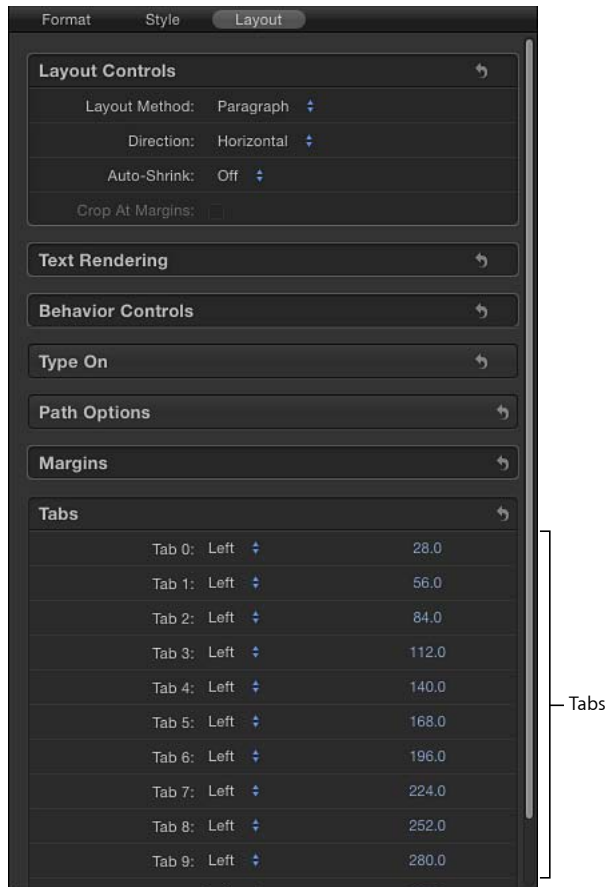 Format Style Layout
Layout Controls
Layout Method: Paragraph
Direction: Horizontal
Auto-Shrink: Off
Crop At Margins:
Text Rendering
Behavior Controls
Type On
Path Options
Margins
Tabs
Tab 0: Left 28.0
Tab 1: Left 56.0
Tab 2: Left 84.0
Tab 3: Left 112.0
Tab 4: Left 140.0
Tab 5: Left 168.0
Tab 6: Left 196.0
Tab 7: Left 224.0
Tab 8: Left 252.0
Tab 9: Left 280.0
Tabs